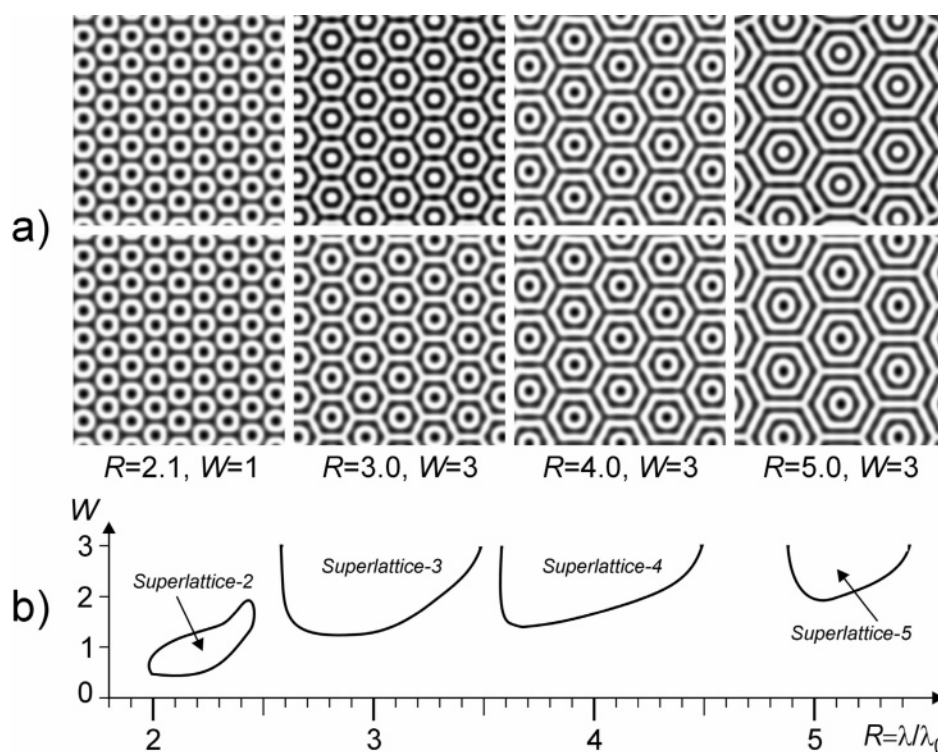 a)
R=2.1, W=1 R=3.0, W=3 R=4.0, W=3 R=5.0, W=3
b)
W
3
2
1
0
Superlattice-2
Superlattice-3
Superlattice-4
Superlattice-5
2 3 4 5 R=λ/λ